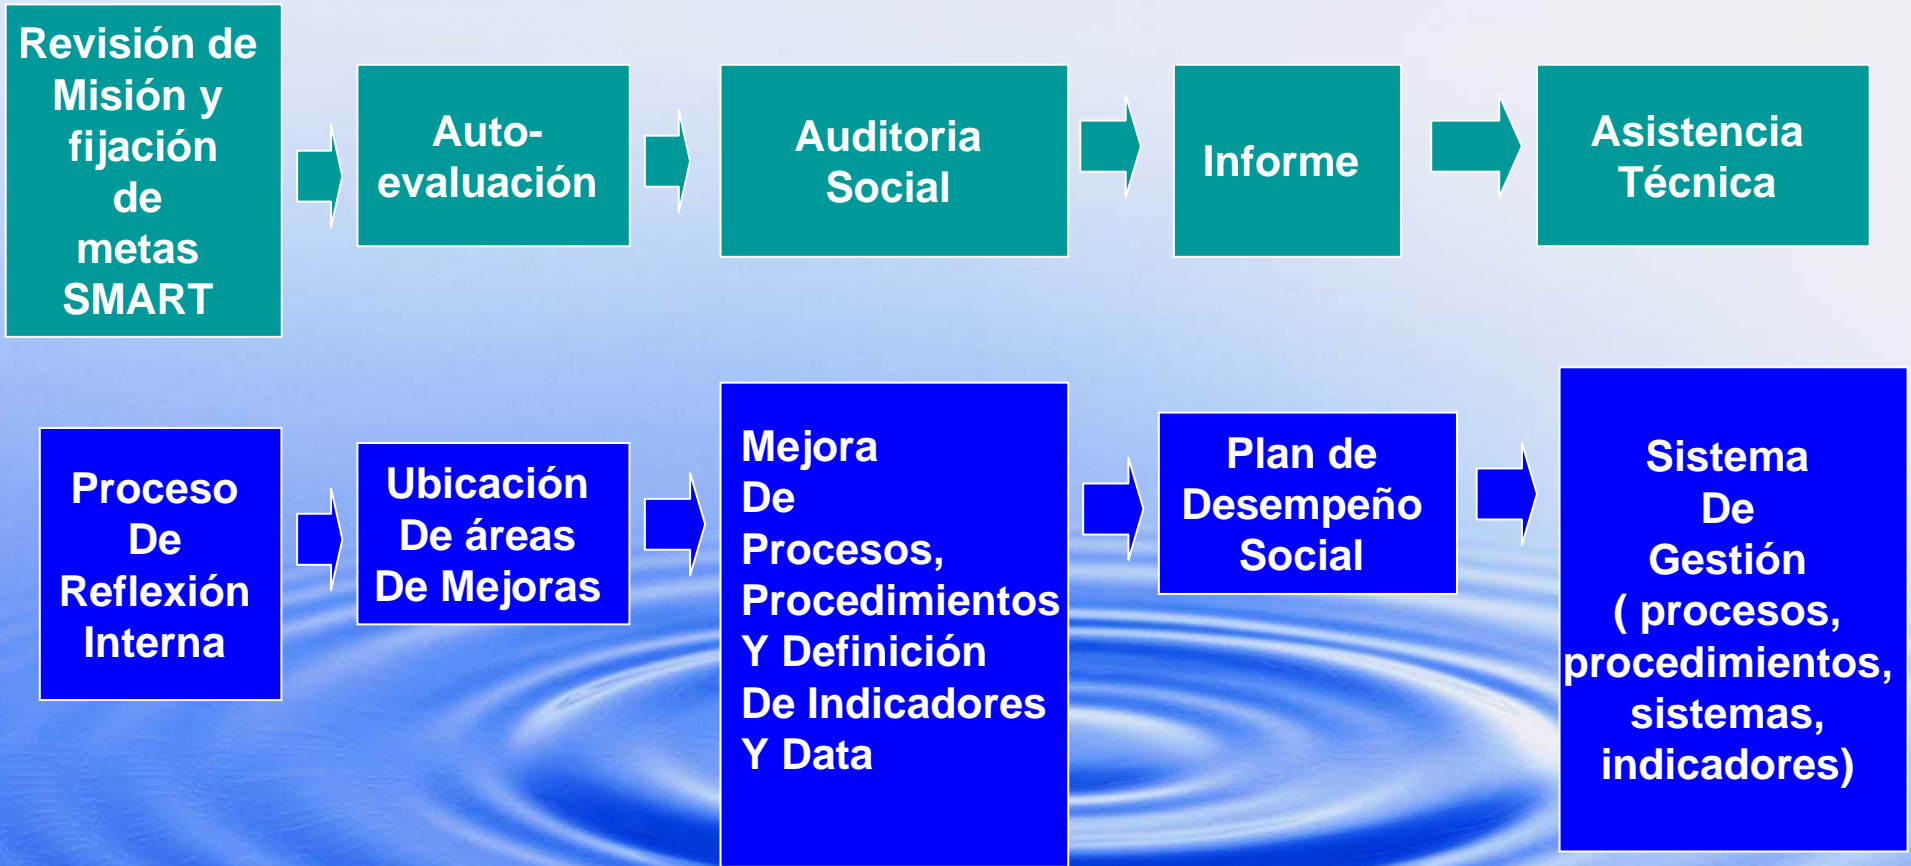 Revisión de
Misión y
fijación
de
metas
SMART
Auto-
evaluación
Auditoria
Social
Informe
Asistencia
Técnica
Proceso
De
Reflexión
Interna
Ubicación
De áreas
De Mejoras
Mejora
De
Procesos,
Procedimientos
Y Definición
De Indicadores
Y Data
Plan de
Desempeño
Social
Sistema
De
Gestión
( procesos,
procedimientos,
sistemas,
indicadores)